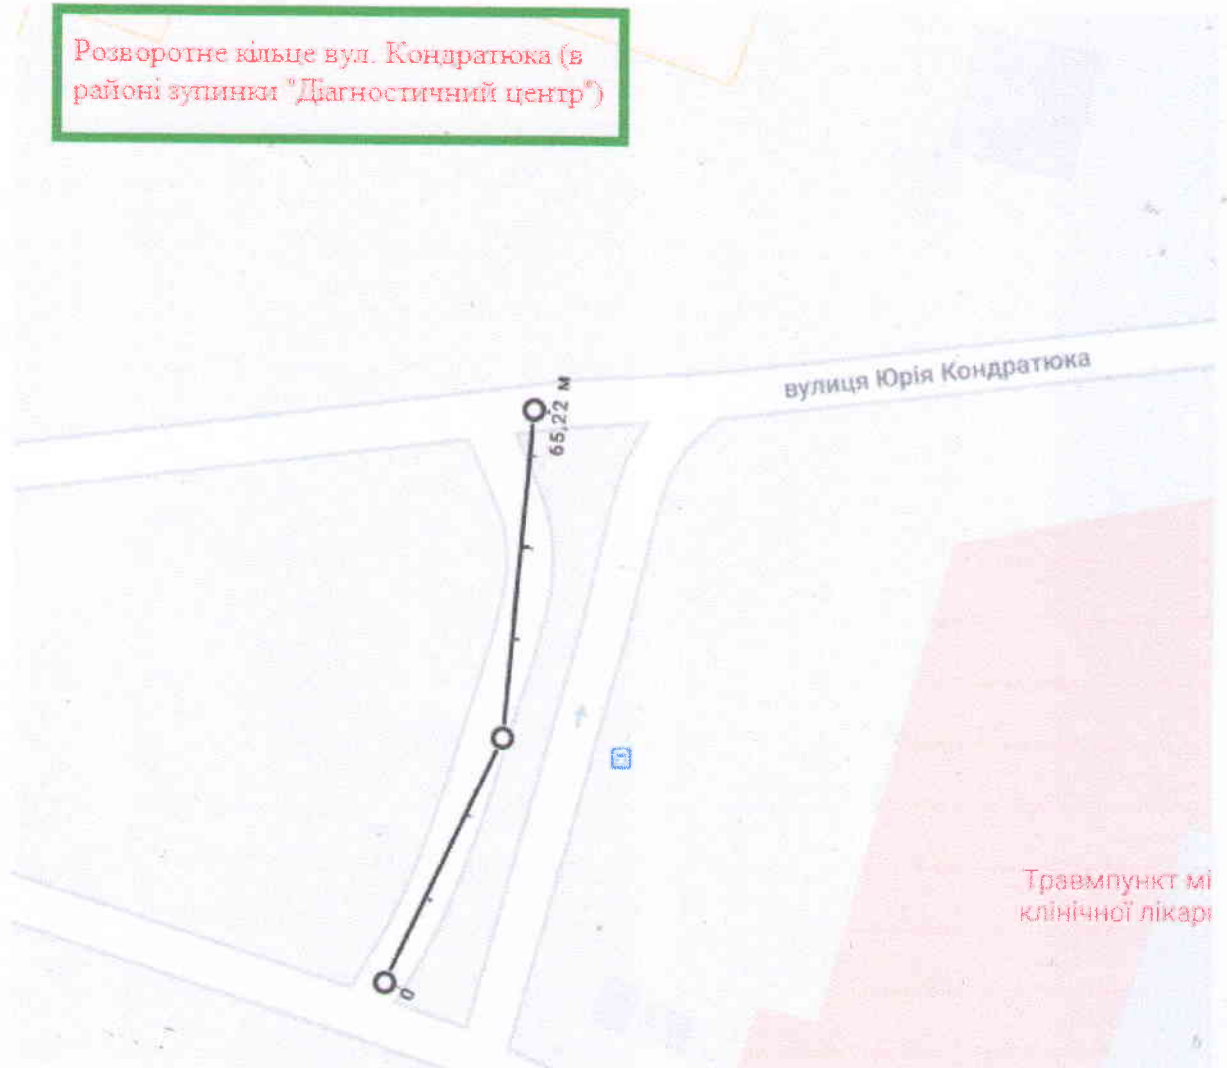 Розворотне кільце вул. Кондратюка (в
районі зупинки "Діагностичний центр")
вулиця Юрія Кондратюка
65,22 м
0
Травмпункт мі
клінічної лікар